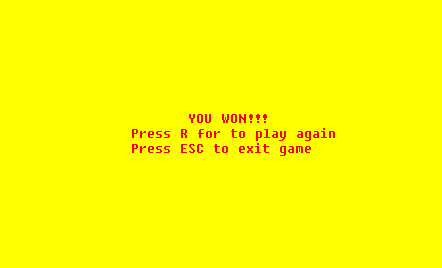 YOU WON!!!
Press R for to play again
Press ESC to exit game